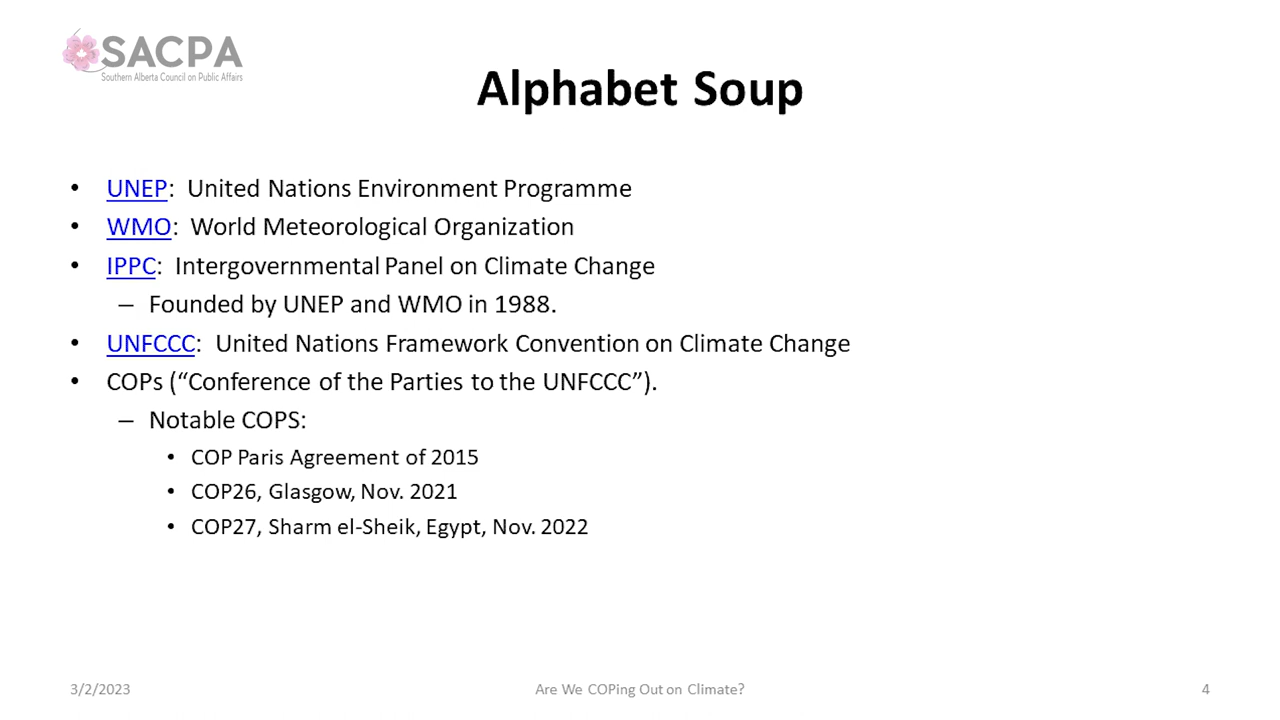 SACPA
Southern Alberta Council on Public Affairs
Alphabet Soup
• UNEP: United Nations Environment Programme
• WMO: World Meteorological Organization
• IPPC: Intergovernmental Panel on Climate Change
– Founded by UNEP and WMO in 1988.
• UNFCCC: United Nations Framework Convention on Climate Change
• COPs (“Conference of the Parties to the UNFCCC”).
– Notable COPS:
• COP Paris Agreement of 2015
• COP26, Glasgow, Nov. 2021
• COP27, Sharm el-Sheik, Egypt, Nov. 2022
3/2/2023
Are We COPing Out on Climate?
4